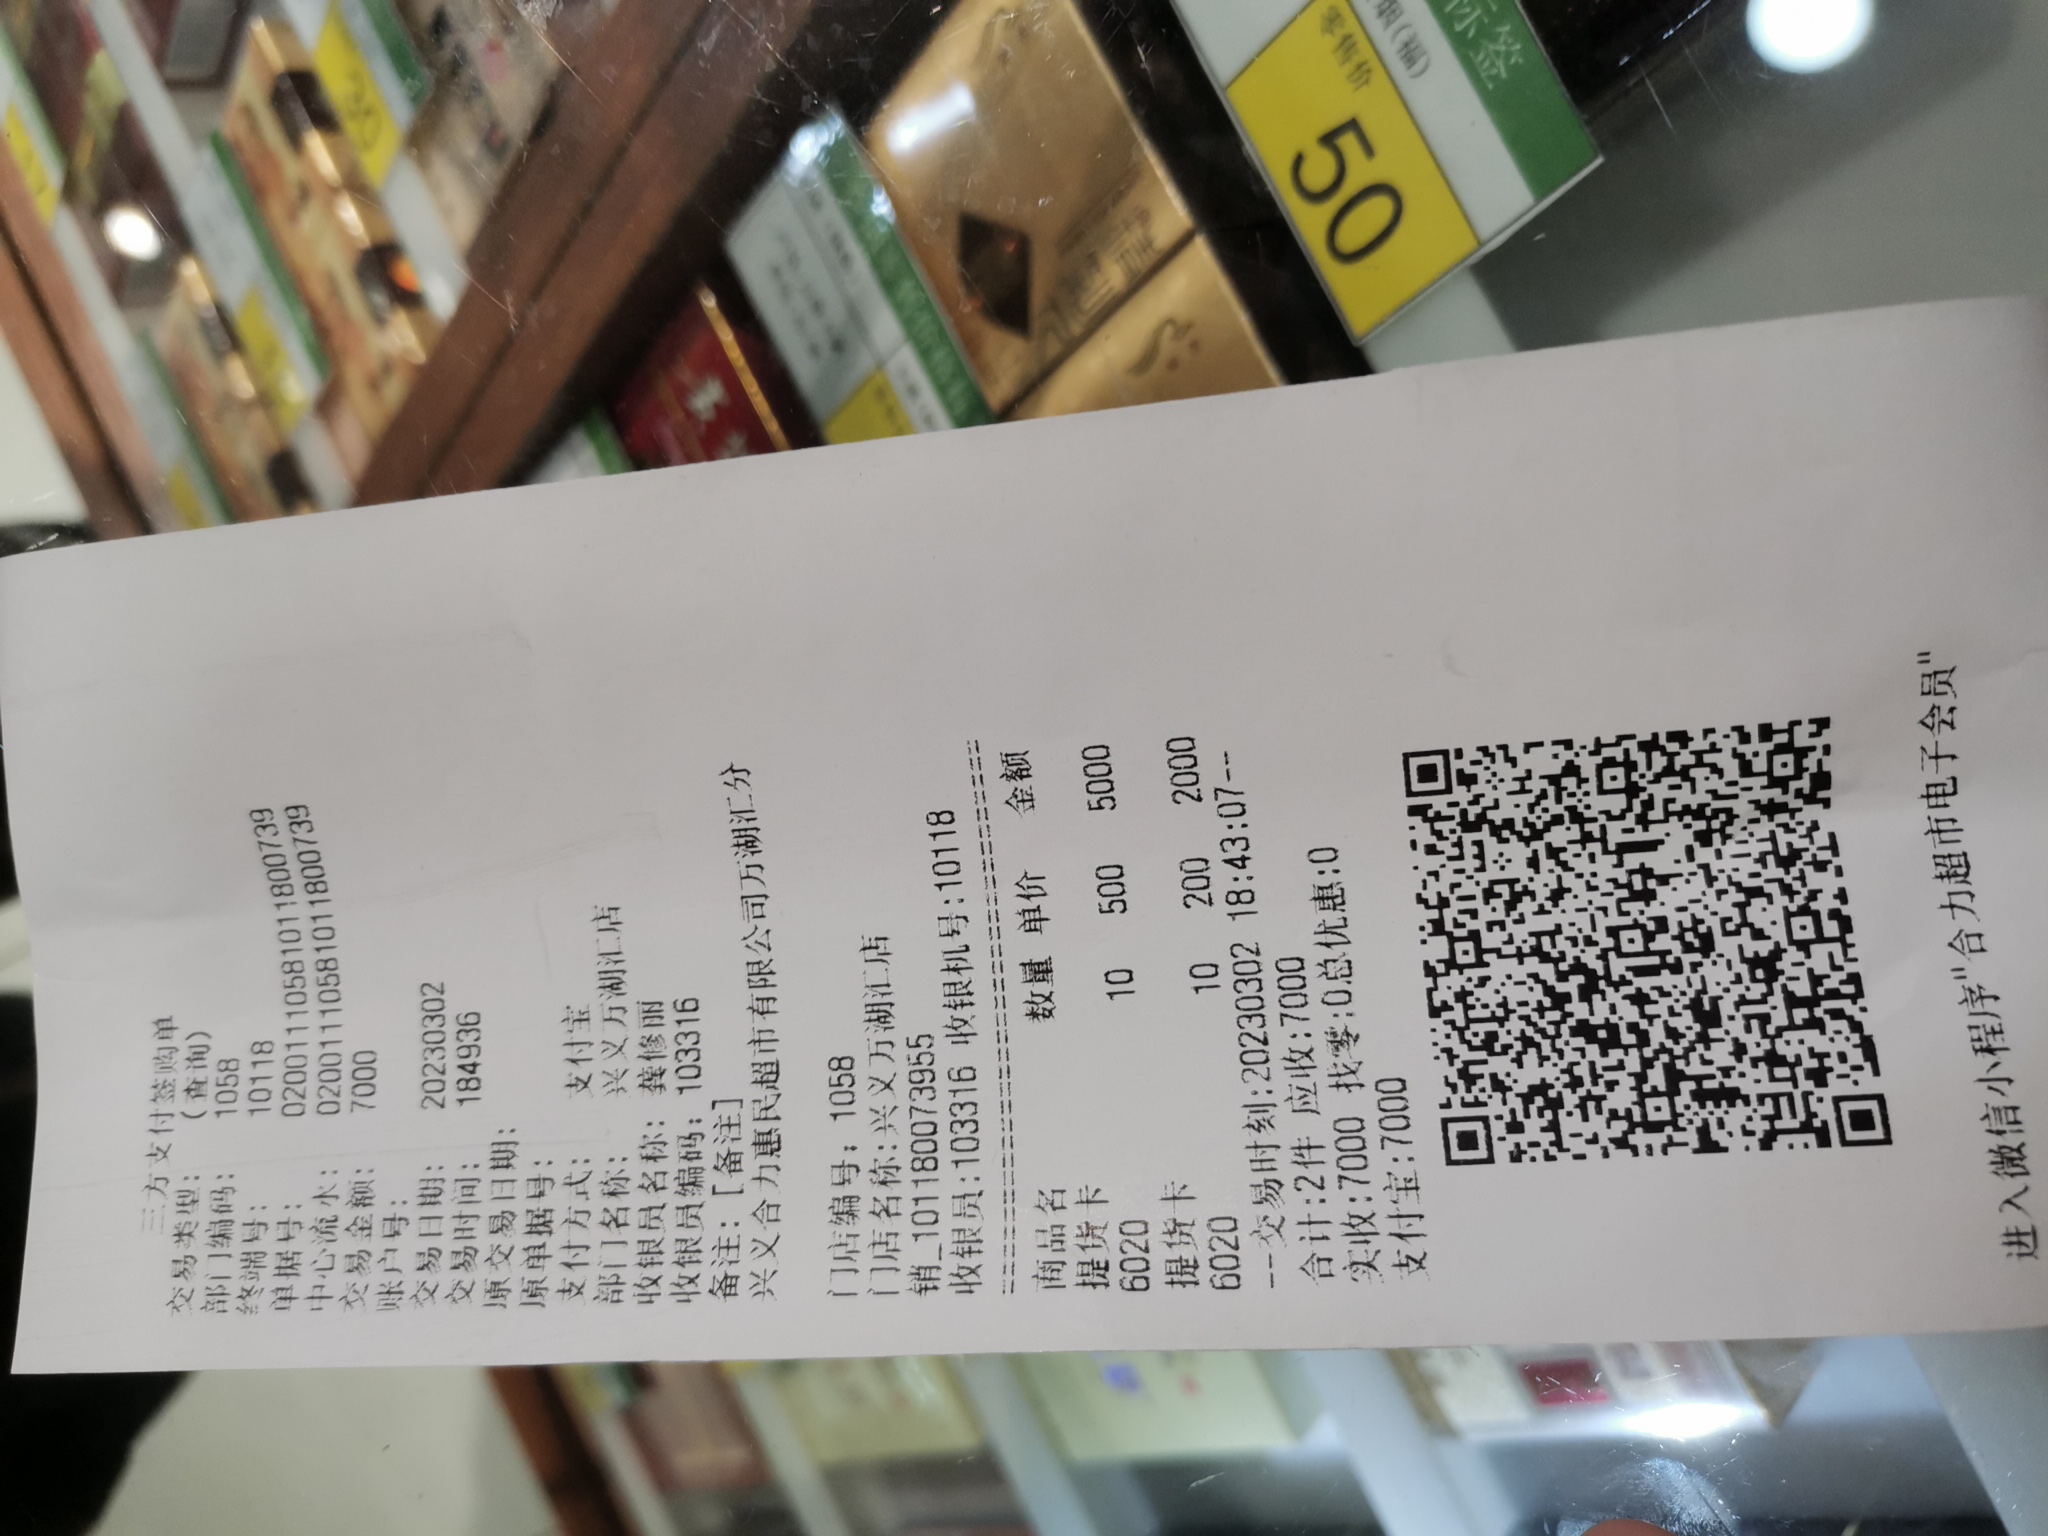 三方支付签购单
交易类型: (查询)
部门编码: 1058
终端号: 10118
单据号: 02001110581011800739
中心流水: 02001110581011800739
交易金额: 7000
账户号:
交易日期: 20230302
交易时间: 184936
原交易日期:
原单据号:
支付方式: 支付宝
部门名称: 兴义万湖汇店
收银员名称: 龚修丽
收银员编码: 103316
备注: [备注]
兴义合力惠民超市有限公司万湖汇分
门店编号: 1058
门店名称:兴义万湖汇店
销_1011800739955
收银员:103316 收银机号:10118
商品名 数量 单价 金额
提货卡 10 500 5000
6020
提货卡 10 200 2000
6020
--交易时刻:20230302 18:43:07--
合计:2件 应收:7000
实收:7000 找零:0总优惠:0
支付宝:7000
进入微信小程序"合力超市电子会员"
标签
烟(福)
零售价
50